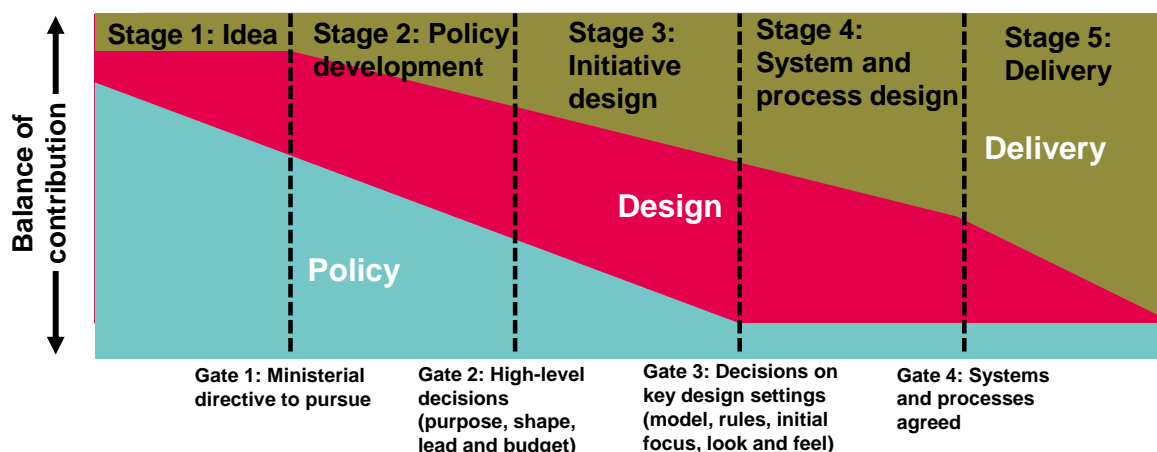 Stage 1: Idea
Stage 2: Policy
development
Stage 3:
Initiative
design
Stage 4:
System and
process design
Stage 5:
Delivery
Balance of
contribution
Delivery
Design
Policy
Gate 1: Ministerial
directive to pursue
Gate 2: High-level
decisions
(purpose, shape,
lead and budget)
Gate 3: Decisions on
key design settings
(model, rules, initial
focus, look and feel)
Gate 4: Systems
and processes
agreed